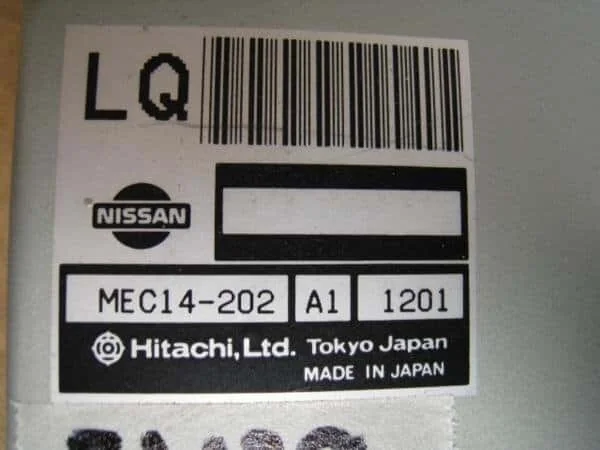 LQ
NISSAN
MEC14-202 A1 1201
Hitachi, Ltd. Tokyo Japan
MADE IN JAPAN